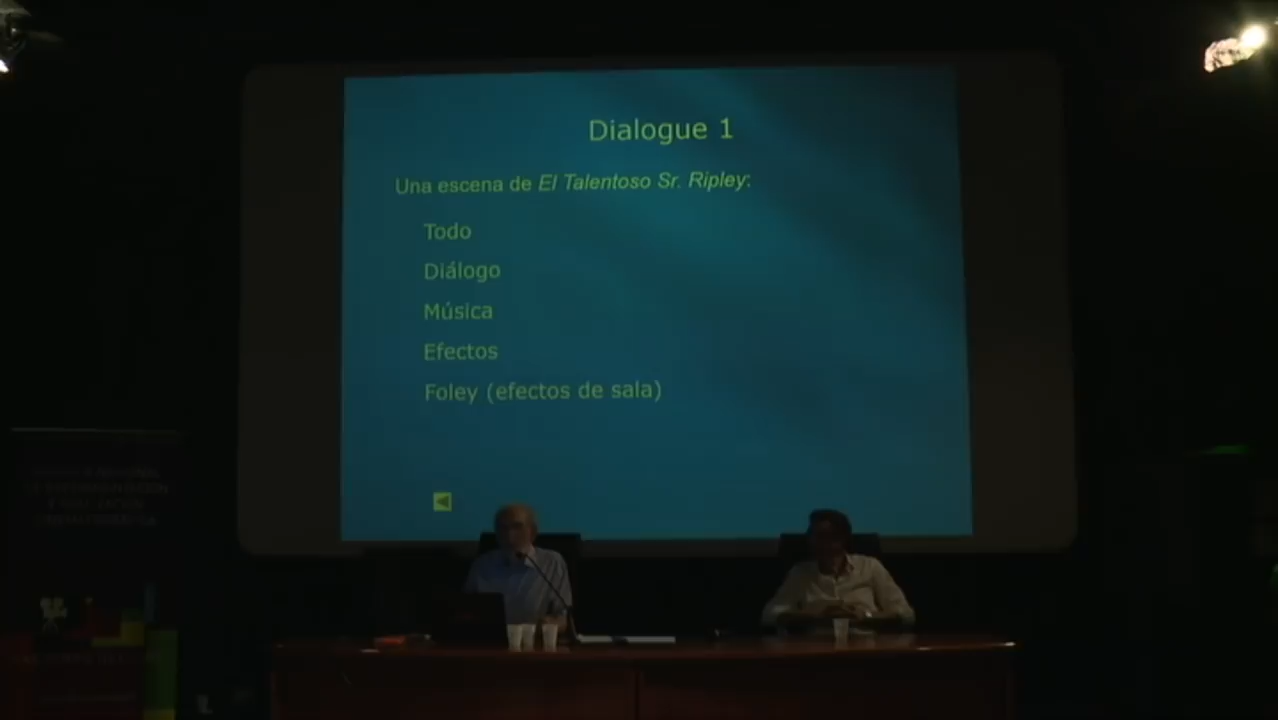 Dialogue 1
Una escena de El Talentoso Sr. Ripley:
Todo
Diálogo
Música
Efectos
Foley (efectos de sala)